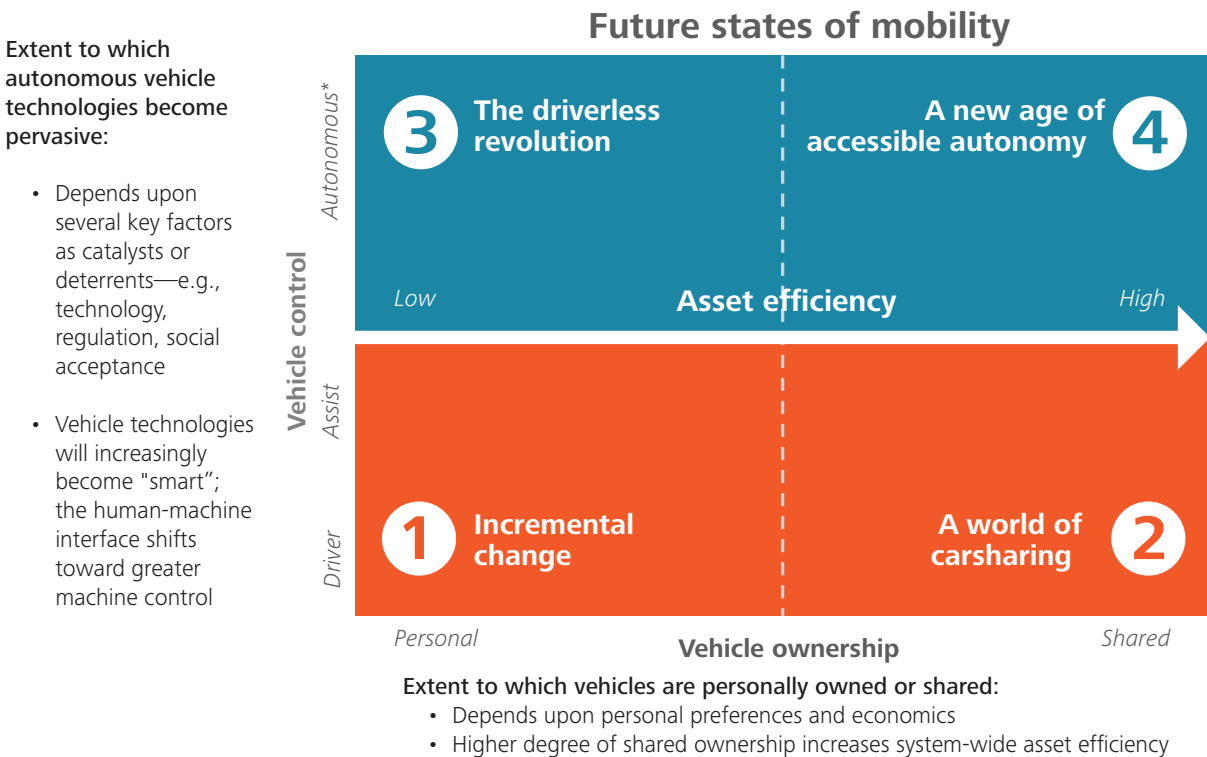 Future states of mobility
Extent to which
autonomous vehicle
technologies become
pervasive:
• Depends upon
several key factors
as catalysts or
deterrents—e.g.,
technology,
regulation, social
acceptance
• Vehicle technologies
will increasingly
become "smart”;
the human-machine
interface shifts
toward greater
machine control
Vehicle control
Autonomous*
Assist
Driver
3
The driverless
revolution
A new age of
accessible autonomy
4
Low
Asset efficiency
High
1
Incremental
change
A world of
carsharing
2
Personal
Vehicle ownership
Shared
Extent to which vehicles are personally owned or shared:
• Depends upon personal preferences and economics
• Higher degree of shared ownership increases system-wide asset efficiency